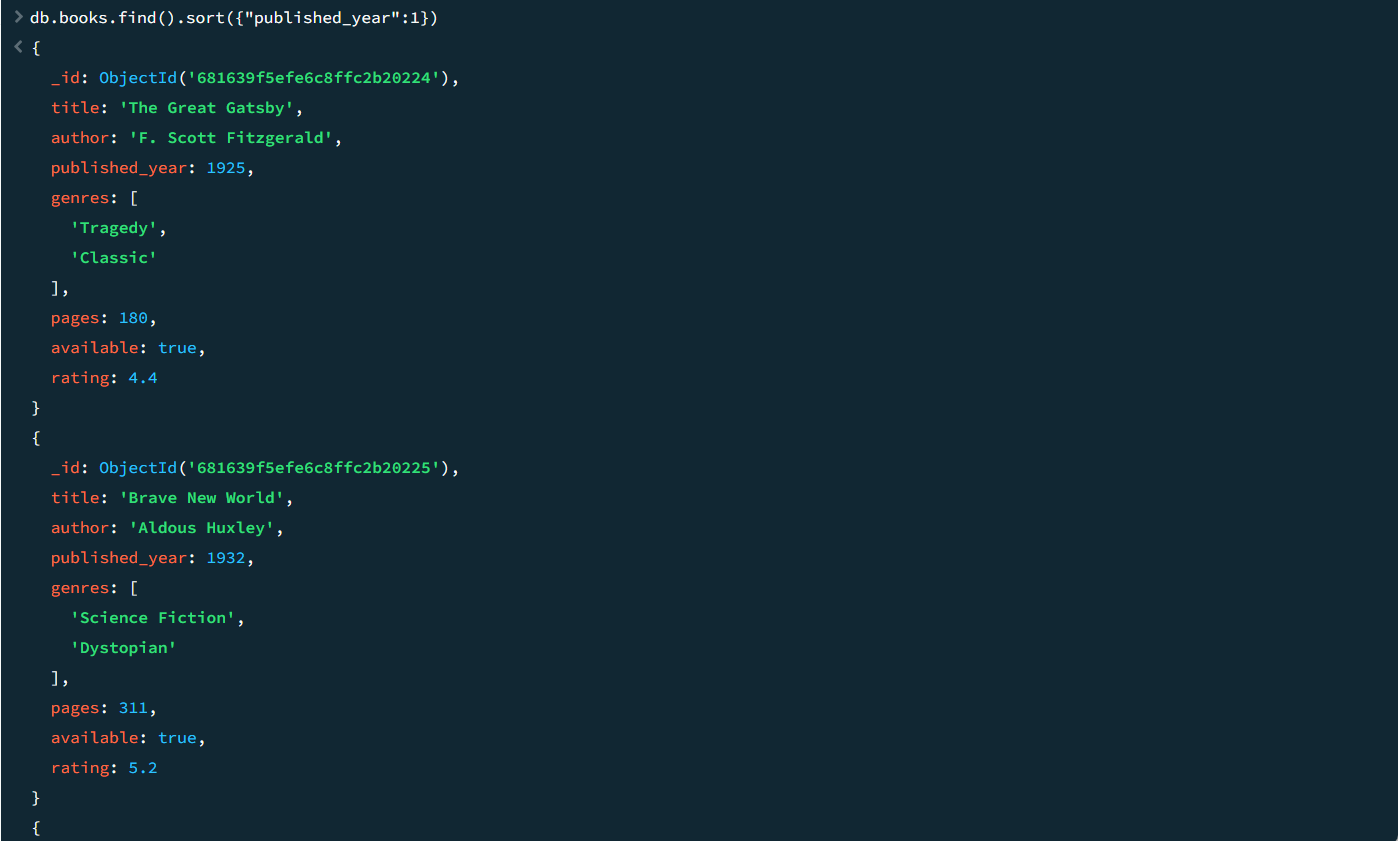 > db.books.find().sort({"published_year":1})
< {
_id: ObjectId('681639f5efe6c8ffc2b20224'),
title: 'The Great Gatsby',
author: 'F. Scott Fitzgerald',
published_year: 1925,
genres: [
'Tragedy',
'Classic'
],
pages: 180,
available: true,
rating: 4.4
}
{
_id: ObjectId('681639f5efe6c8ffc2b20225'),
title: 'Brave New World',
author: 'Aldous Huxley',
published_year: 1932,
genres: [
'Science Fiction',
'Dystopian'
],
pages: 311,
available: true,
rating: 5.2
}
{